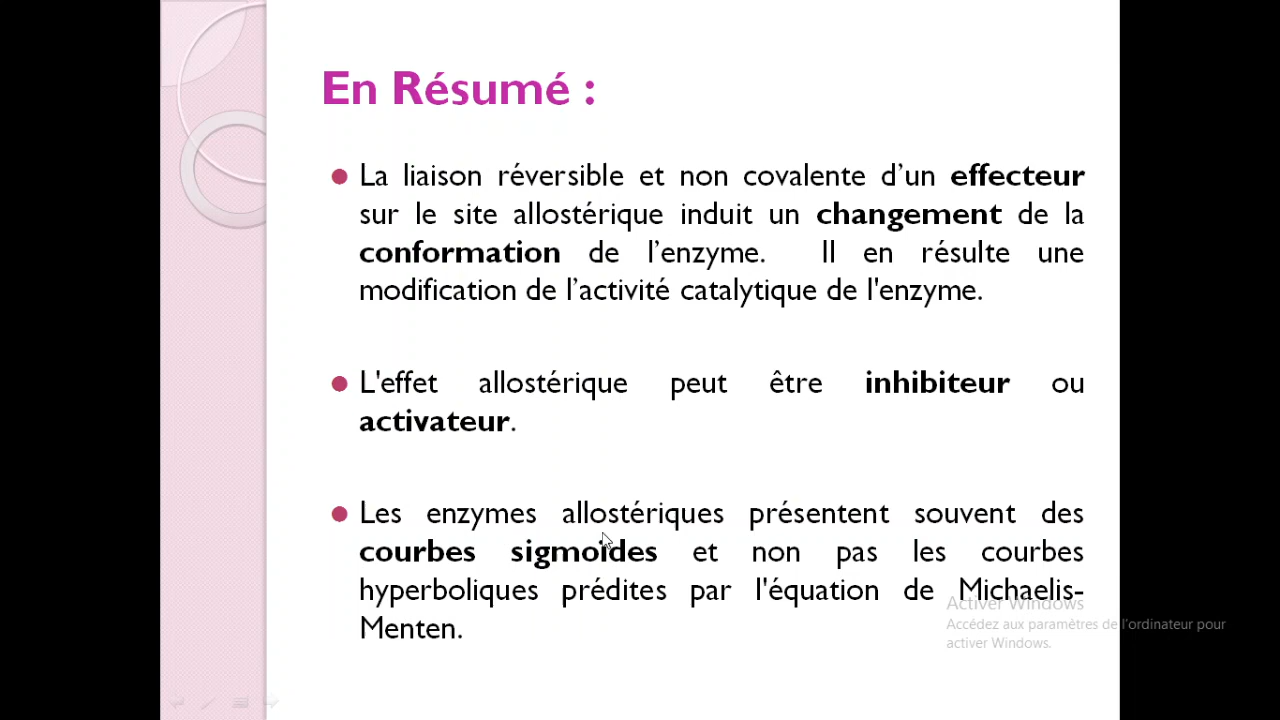 En Résumé :
La liaison réversible et non covalente d’un effecteur
sur le site allostérique induit un changement de la
conformation de l’enzyme. Il en résulte une
modification de l’activité catalytique de l'enzyme.
L'effet allostérique peut être inhibiteur ou
activateur.
Les enzymes allostériques présentent souvent des
courbes sigmoïdes et non pas les courbes
hyperboliques prédites par l'équation de Michaelis-
Menten.
Activer Windows
Accédez aux paramètres de l'ordinateur pour
activer Windows.